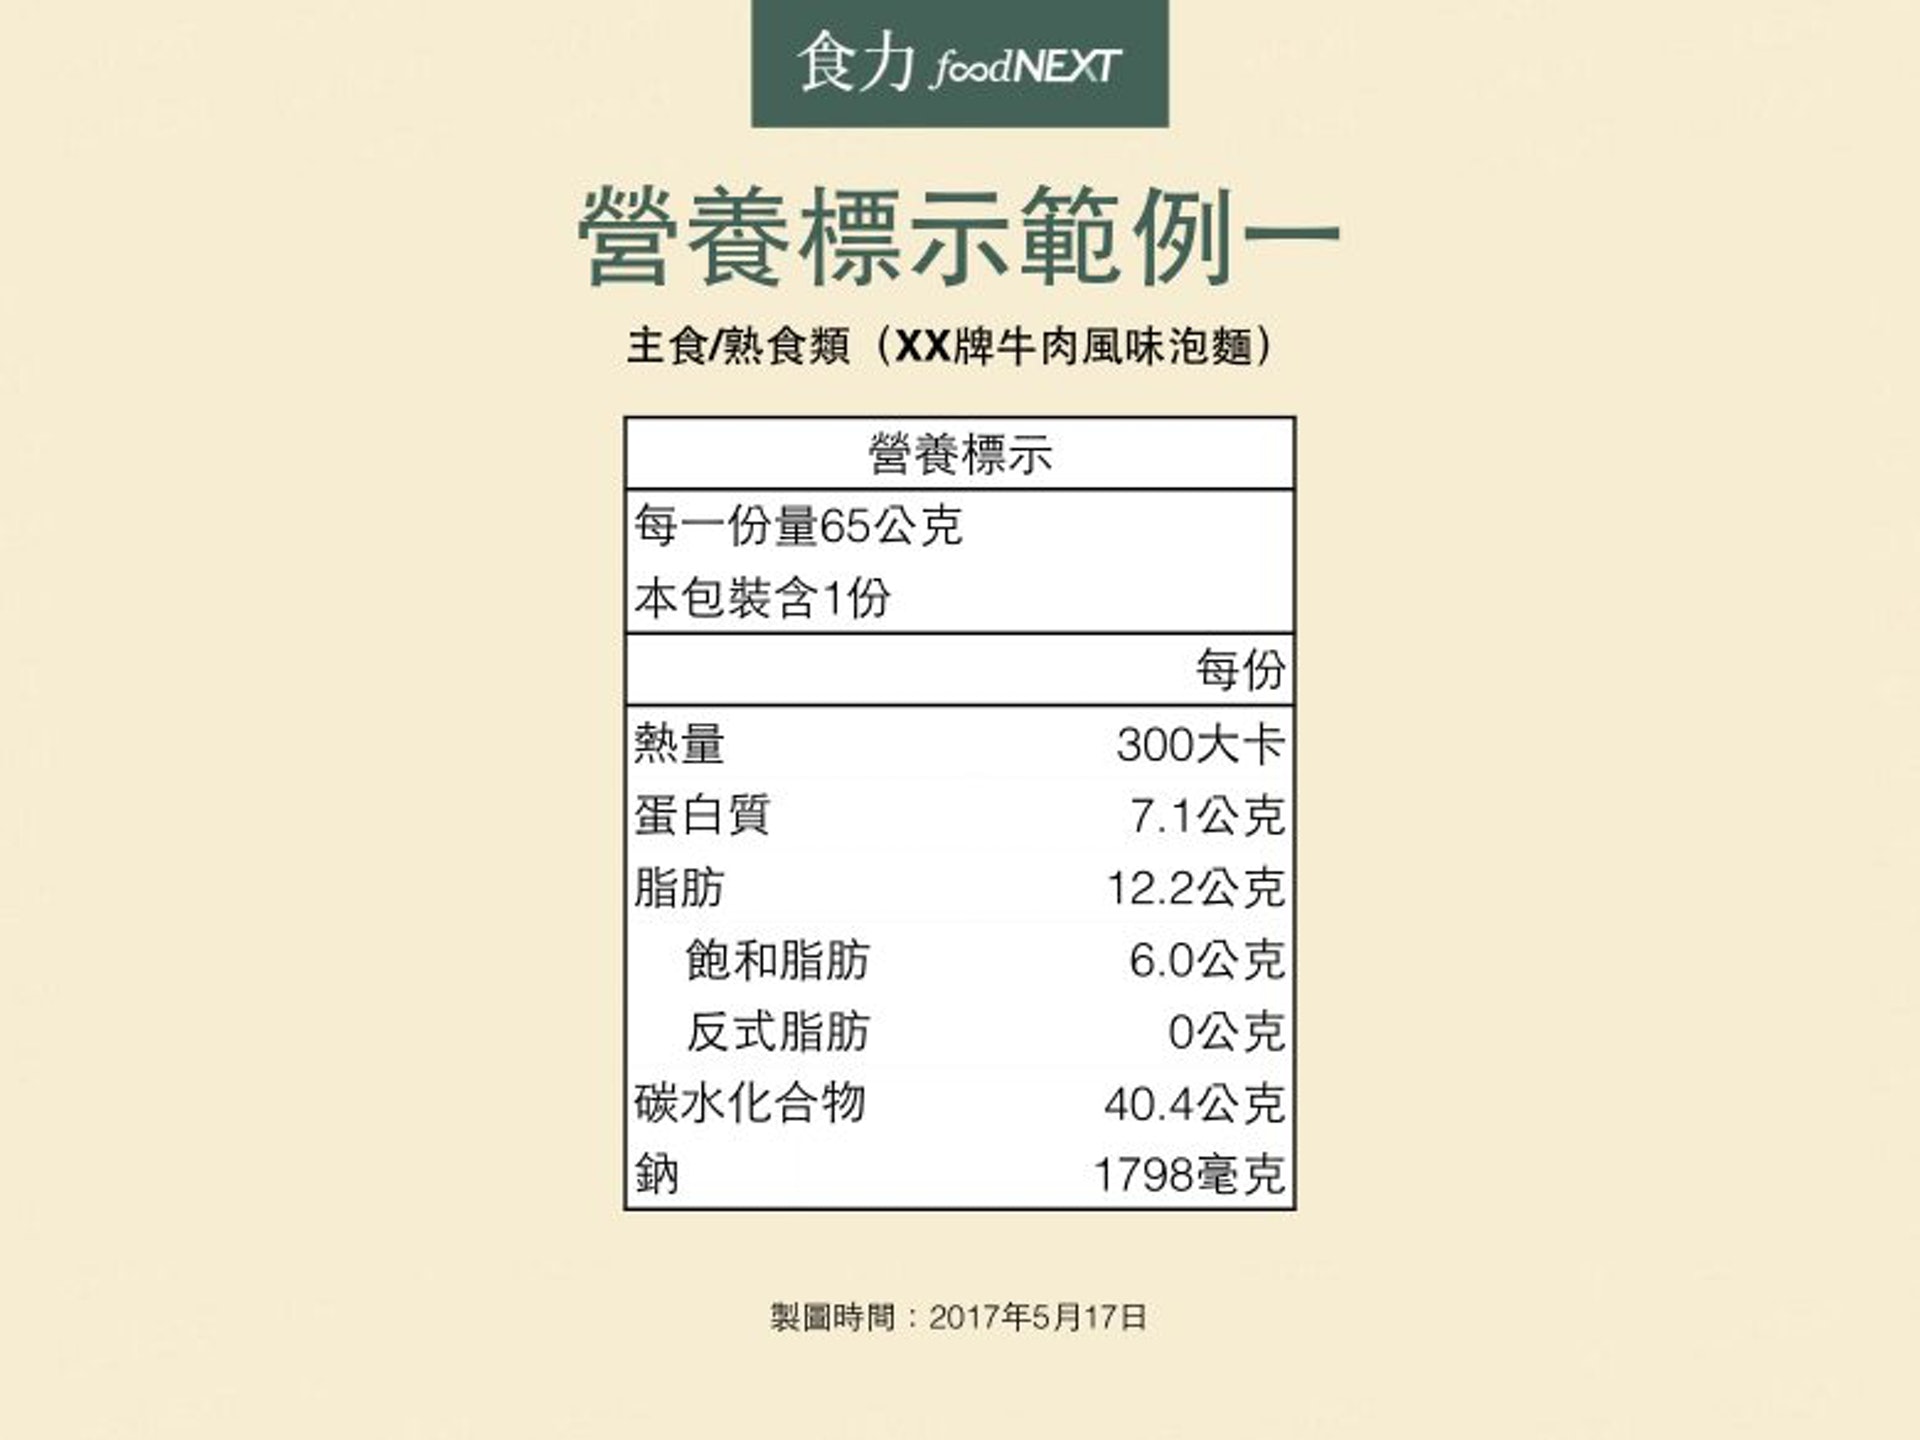 食力 foodNEXT
營養標示範例一
主食/熟食類（XX牌牛肉風味泡麵）
營養標示
每一份量65公克
本包裝含1份
每份
熱量 300大卡
蛋白質 7.1公克
脂肪 12.2公克
飽和脂肪 6.0公克
反式脂肪 0公克
碳水化合物 40.4公克
鈉 1798毫克
製圖時間：2017年5月17日